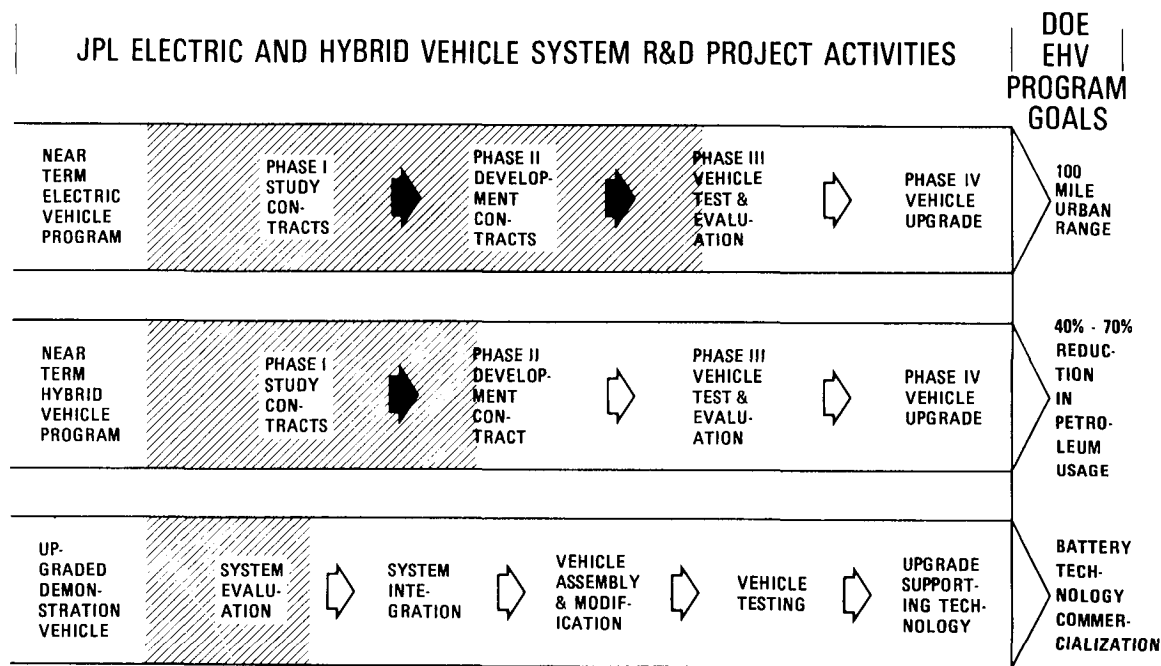 JPL ELECTRIC AND HYBRID VEHICLE SYSTEM R&D PROJECT ACTIVITIES
DOE
EHV
PROGRAM
GOALS
NEAR
TERM
ELECTRIC
VEHICLE
PROGRAM
PHASE I
STUDY
CON-
TRACTS
PHASE II
DEVELOP-
MENT
CON-
TRACTS
PHASE III
VEHICLE
TEST &
EVALU-
ATION
PHASE IV
VEHICLE
UPGRADE
100
MILE
URBAN
RANGE
NEAR
TERM
HYBRID
VEHICLE
PROGRAM
PHASE I
STUDY
CON-
TRACTS
PHASE II
DEVELOP-
MENT
CON-
TRACT
PHASE III
VEHICLE
TEST &
EVALU-
ATION
PHASE IV
VEHICLE
UPGRADE
40% - 70%
REDUC-
TION
IN
PETRO-
LEUM
USAGE
UP-
GRADED
DEMON-
STRATION
VEHICLE
SYSTEM
EVALU-
ATION
SYSTEM
INTE-
GRATION
VEHICLE
ASSEMBLY
& MODIF-
ICATION
VEHICLE
TESTING
UPGRADE
SUPPORT-
ING TECH-
NOLOGY
BATTERY
TECH-
NOLOGY
COMMER-
CIALIZATION